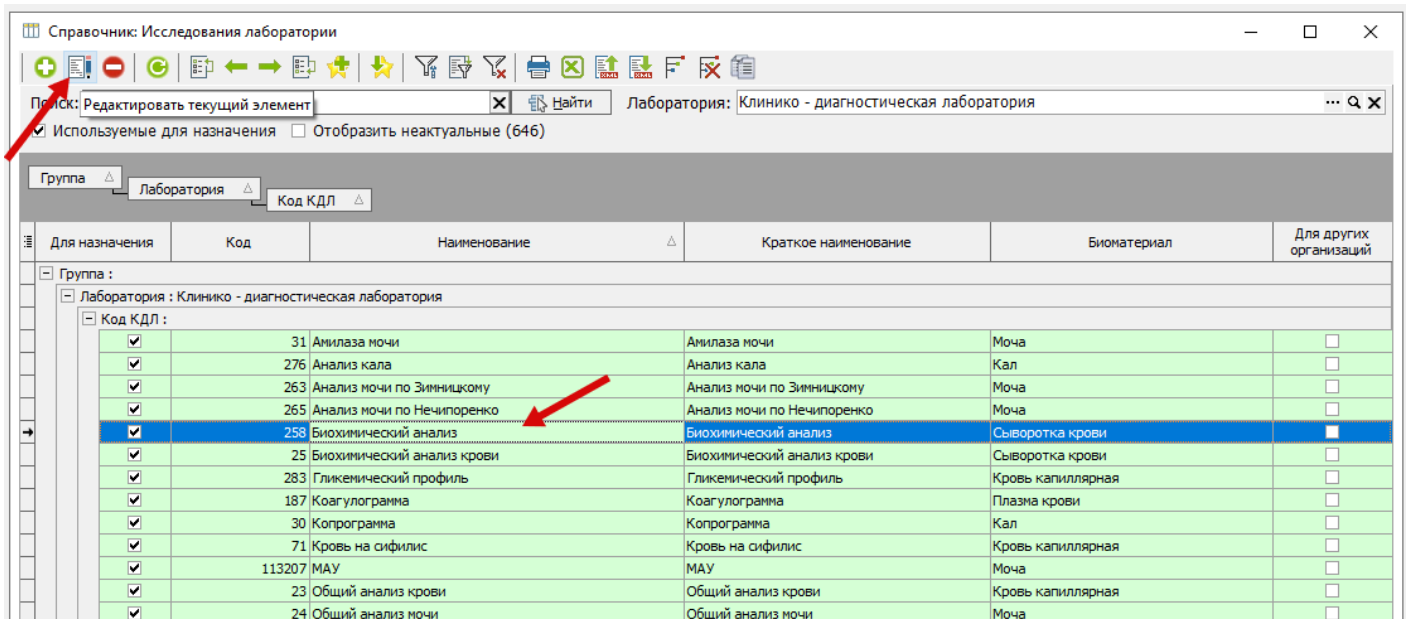 Справочник: Исследования лаборатории
Поиск: Редактировать текущий элемент Найти Лаборатория: Клинико - диагностическая лаборатория
Используемые для назначения Отобразить неактуальные (646)
Группа
Лаборатория
Код КДЛ
Для назначения Код Наименование Краткое наименование Биоматериал Для других организаций
Группа :
Лаборатория : Клинико - диагностическая лаборатория
Код КДЛ :
31 Амилаза мочи Амилаза мочи Моча
276 Анализ кала Анализ кала Кал
263 Анализ мочи по Зимницкому Анализ мочи по Зимницкому Моча
265 Анализ мочи по Нечипоренко Анализ мочи по Нечипоренко Моча
258 Биохимический анализ Биохимический анализ Сыворотка крови
25 Биохимический анализ крови Биохимический анализ крови Сыворотка крови
283 Гликемический профиль Гликемический профиль Кровь капиллярная
187 Коагулограмма Коагулограмма Плазма крови
30 Копрограмма Копрограмма Кал
71 Кровь на сифилис Кровь на сифилис Кровь капиллярная
113207 МАУ МАУ Моча
23 Общий анализ крови Общий анализ крови Кровь капиллярная
24 Общий анализ мочи Общий анализ мочи Моча